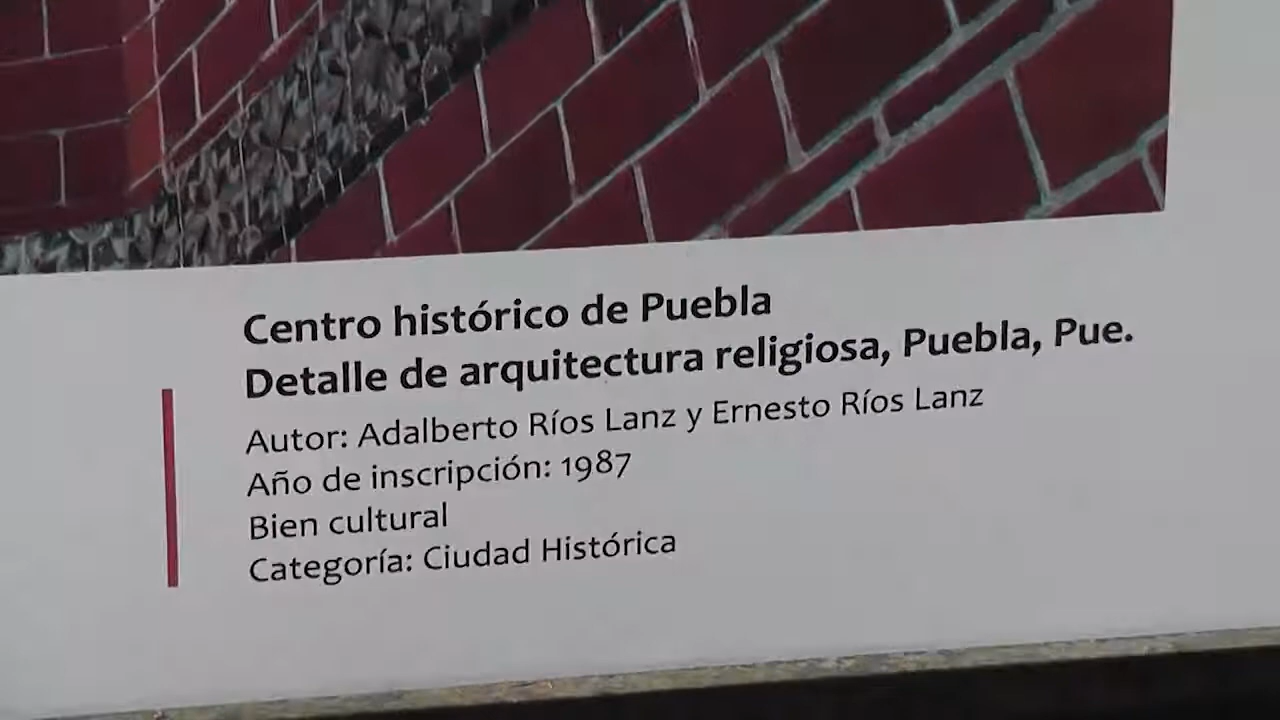 Centro histórico de Puebla
Detalle de arquitectura religiosa, Puebla, Pue.
Autor: Adalberto Ríos Lanz y Ernesto Ríos Lanz
Año de inscripción: 1987
Bien cultural
Categoría: Ciudad Histórica